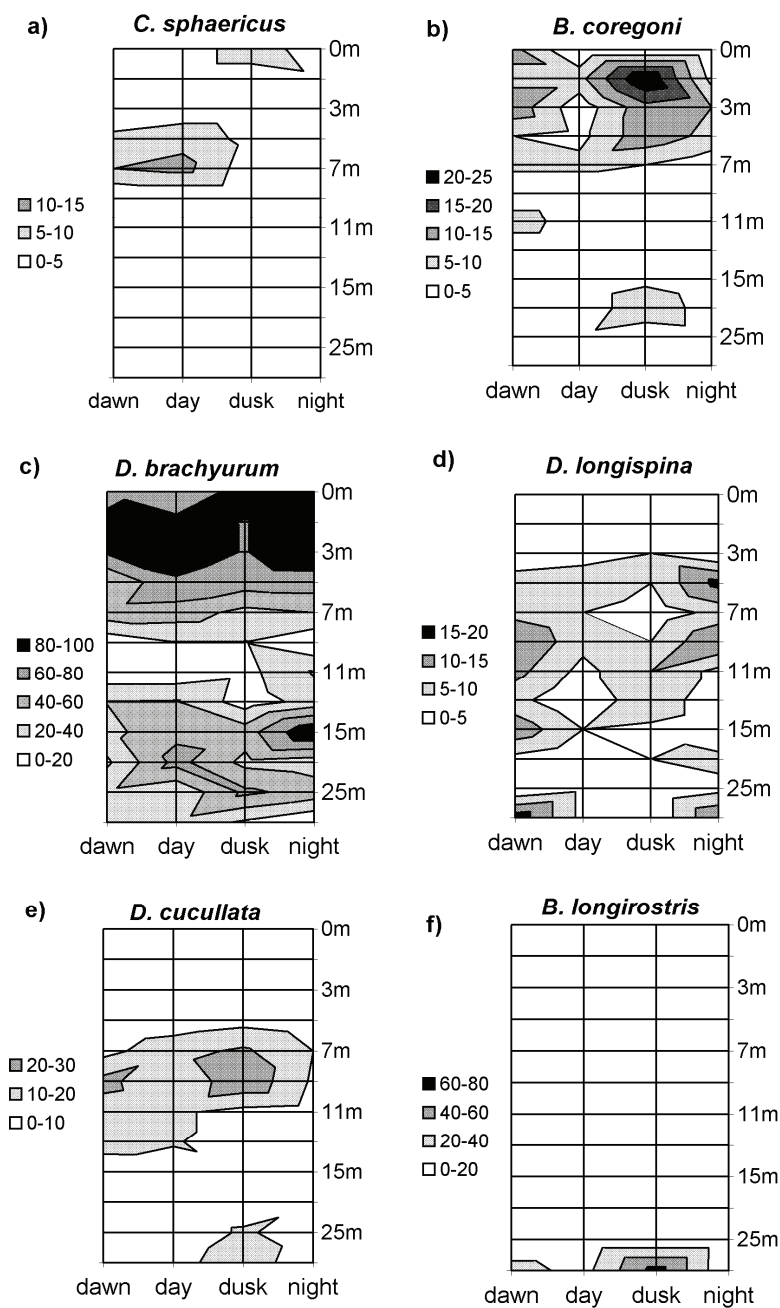 a) C. sphaericus
0m
3m
7m
11m
15m
25m
10-15
5-10
0-5
dawn day dusk night
b) B. coregoni
0m
3m
7m
11m
15m
25m
20-25
15-20
10-15
5-10
0-5
dawn day dusk night
c) D. brachyurum
0m
3m
7m
11m
15m
25m
80-100
60-80
40-60
20-40
0-20
dawn day dusk night
d) D. longispina
0m
3m
7m
11m
15m
25m
15-20
10-15
5-10
0-5
dawn day dusk night
e) D. cucullata
0m
3m
7m
11m
15m
25m
20-30
10-20
0-10
dawn day dusk night
f) B. longirostris
0m
3m
7m
11m
15m
25m
60-80
40-60
20-40
0-20
dawn day dusk night